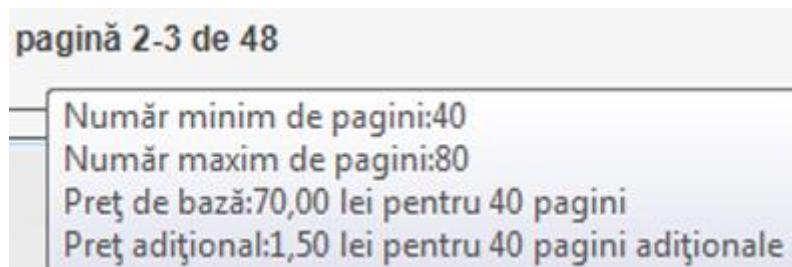 pagină 2-3 de 48
Număr minim de pagini:40
Număr maxim de pagini:80
Preţ de bază:70,00 lei pentru 40 pagini
Preţ adiţional:1,50 lei pentru 40 pagini adiţionale